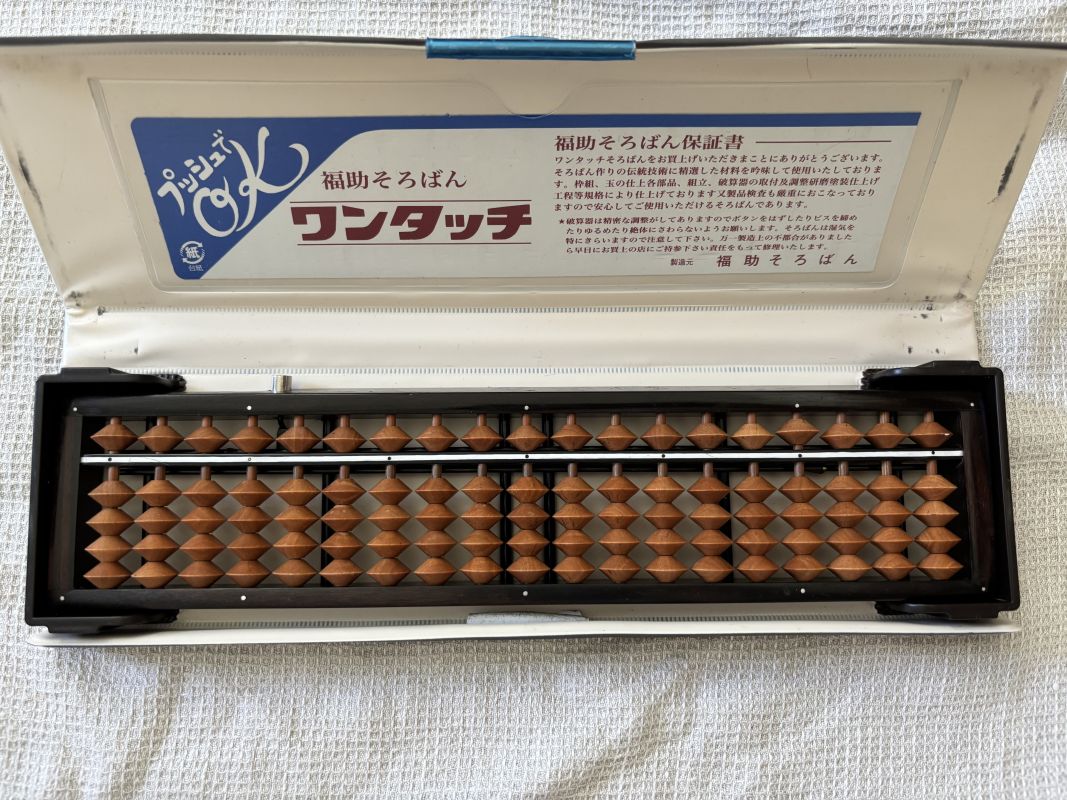 プッシュで
OK
福助そろばん
ワンタッチ
紙
台紙
福助そろばん保証書
ワンタッチそろばんをお買上げいただきまことにありがとうございます。
そろばん作りの伝統技術に精選した材料を吟味して使用いたしておりま
す。枠組、玉の仕上各部品、組立、破算器の取付及調整研磨塗装仕上げ
工程等規格により仕上げております又製品検査も厳重におこなっており
ますので安心してご使用いただけるそろばんであります。
★破算器は精密な調整がしてありますのでボタンをはずしたりビスを締め
たりゆるめたり絶体にさわらないようお願いします。そろばんは湿気を
特にきらいますので注意して下さい。万一製造上の不都合がありました
ら早目にお買上の店にご持参下さい責任をもって修理いたします。
製造元 福助そろばん